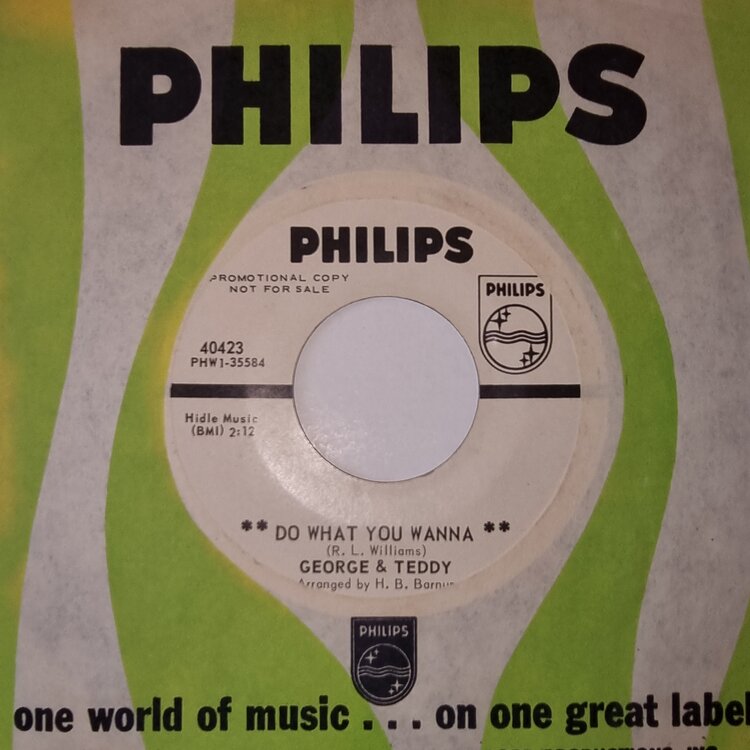 PHILIPS
PHILIPS
PROMOTIONAL COPY
NOT FOR SALE
PHILIPS
40423
PHW1-35584
Hidle Music
(BMI) 2:12
** DO WHAT YOU WANNA **
(R. L. Williams)
GEORGE & TEDDY
Arranged by H. B.
PHILIPS
one world of music . . . on one great label
INC.